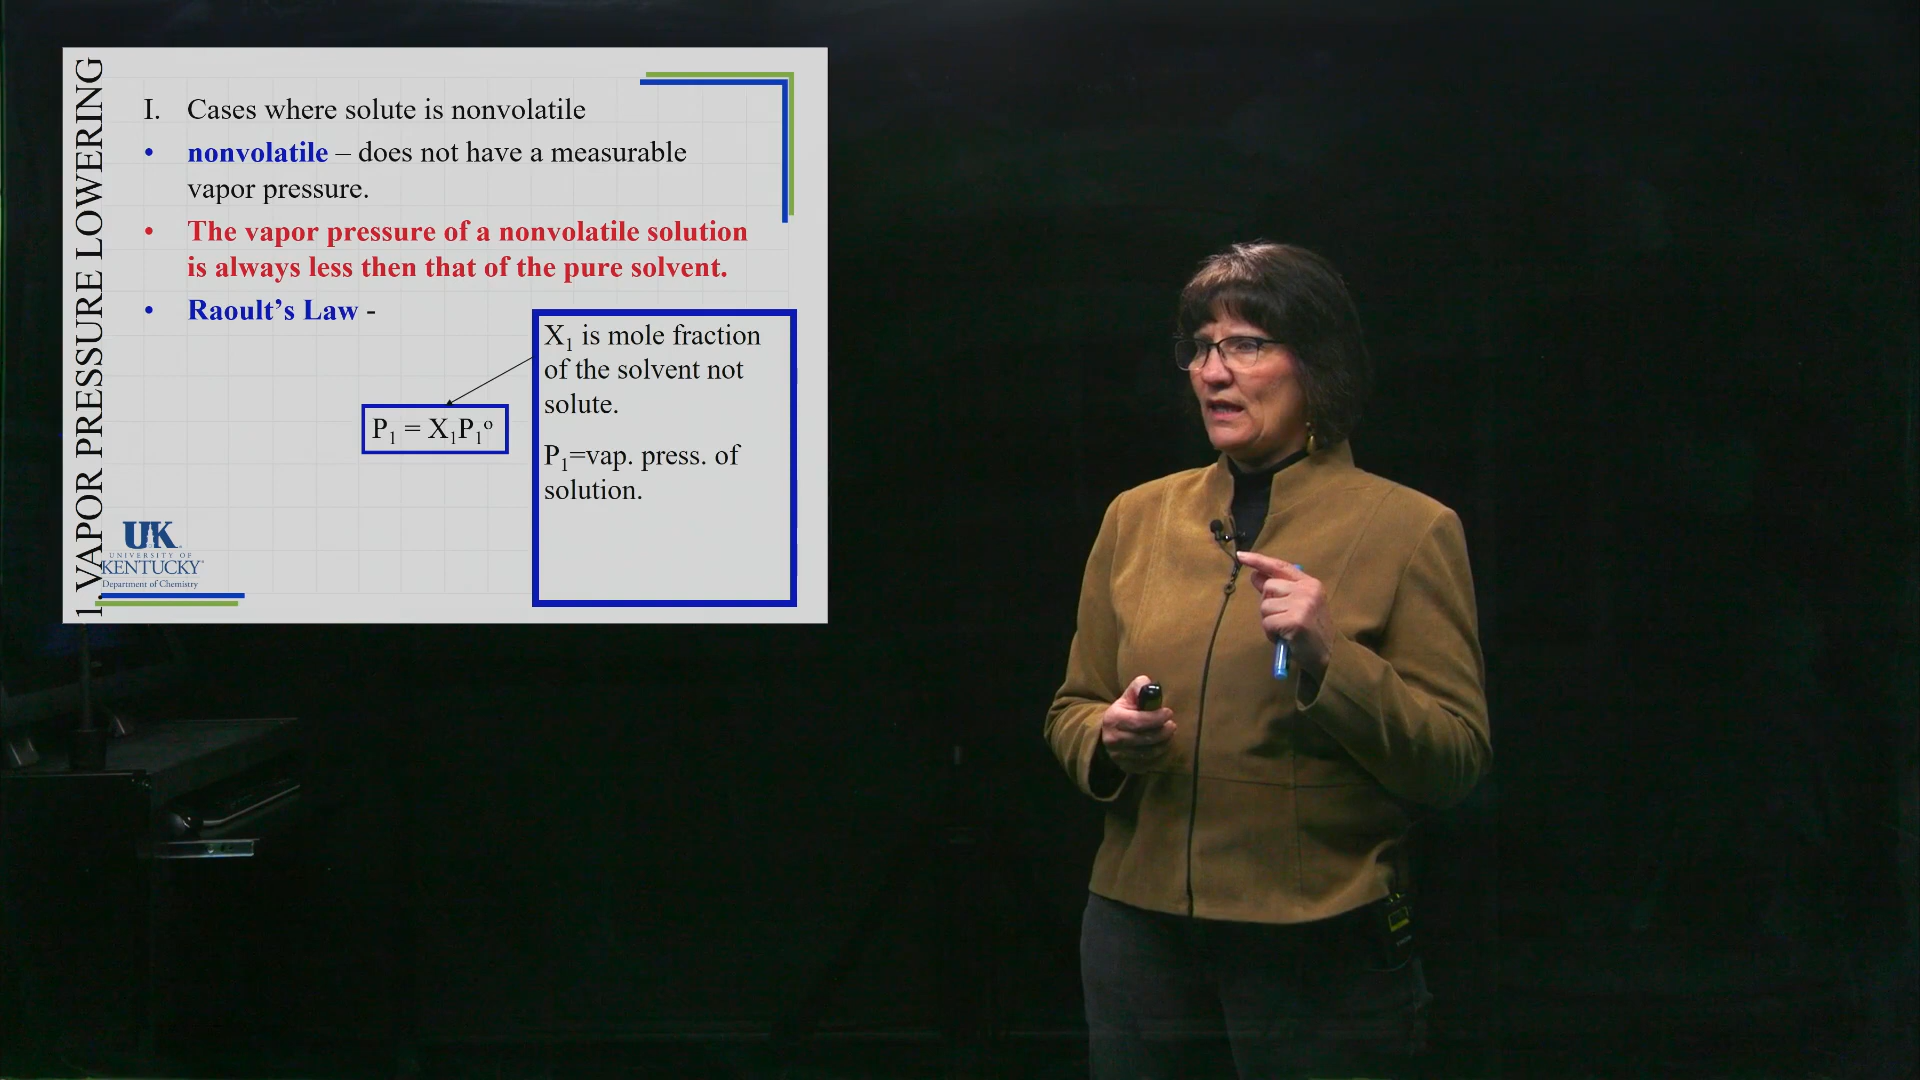 1 VAPOR PRESSURE LOWERING
I. Cases where solute is nonvolatile
• nonvolatile – does not have a measurable
vapor pressure.
• The vapor pressure of a nonvolatile solution
is always less then that of the pure solvent.
• Raoult’s Law -
X₁ is mole fraction
of the solvent not
solute.
P₁ = X₁P₁º
P₁=vap. press. of
solution.
UK
UNIVERSITY OF
KENTUCKY
Department of Chemistry